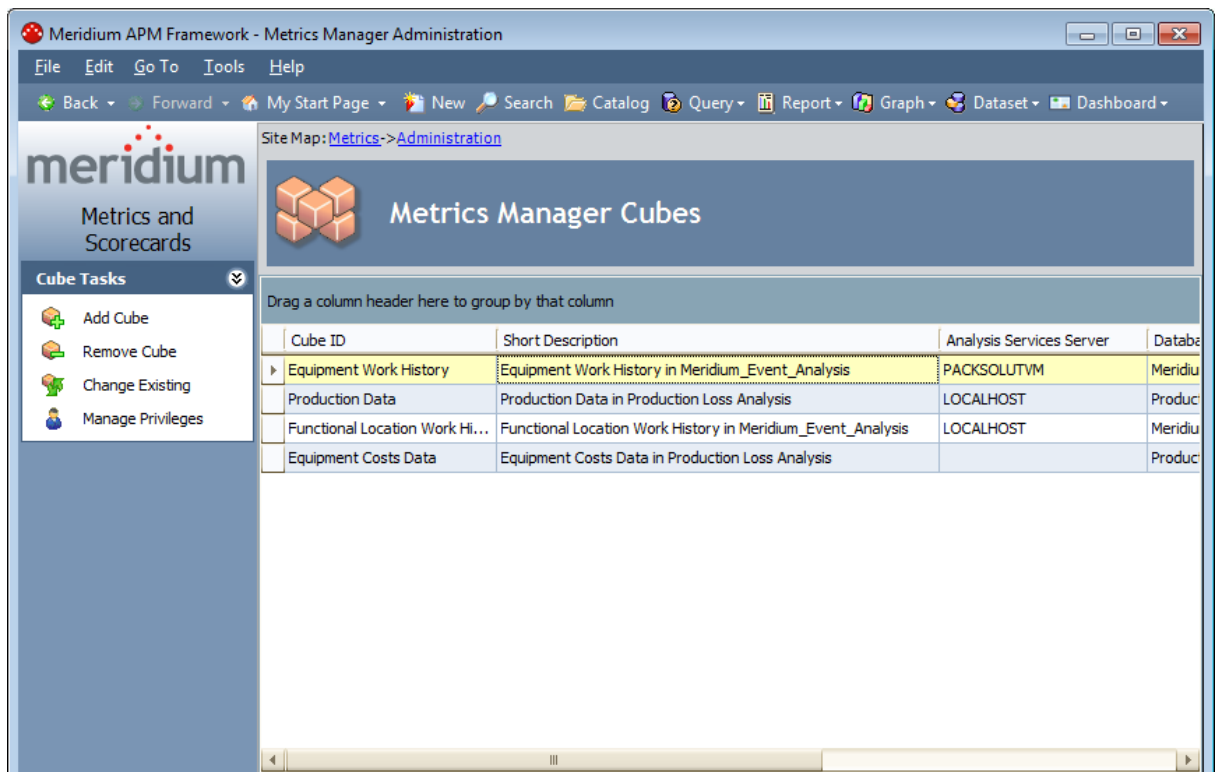 Meridium APM Framework - Metrics Manager Administration
File Edit Go To Tools Help
Back Forward My Start Page New Search Catalog Query Report Graph Dataset Dashboard
meridium
Metrics and
Scorecards
Cube Tasks
Add Cube
Remove Cube
Change Existing
Manage Privileges
Site Map: Metrics->Administration
Metrics Manager Cubes
Drag a column header here to group by that column
Cube ID Short Description Analysis Services Server Databa
Equipment Work History Equipment Work History in Meridium_Event_Analysis PACKSOLUTVM Meridiu
Production Data Production Data in Production Loss Analysis LOCALHOST Produc
Functional Location Work Hi... Functional Location Work History in Meridium_Event_Analysis LOCALHOST Meridiu
Equipment Costs Data Equipment Costs Data in Production Loss Analysis Produc